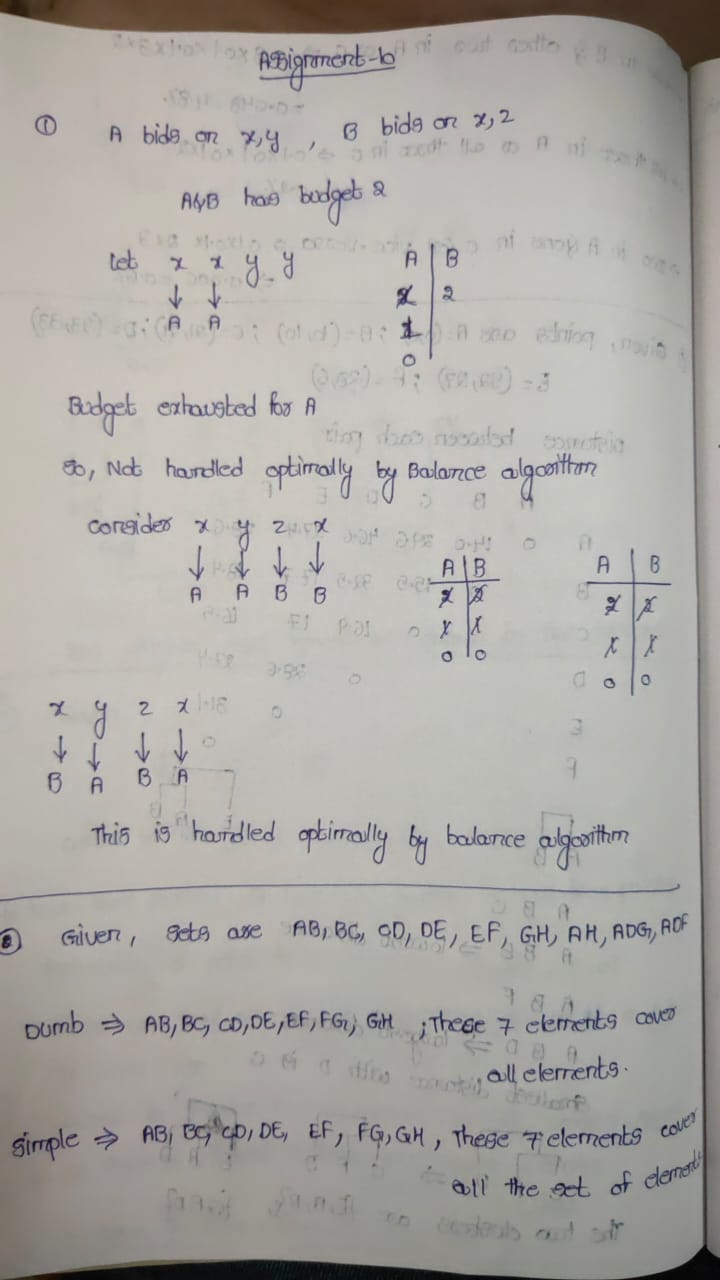 Assignment-6
① A bids on x,y , B bids on x,2
A&B has budget 2
let x x y y
↓ ↓
A A
A | B
2 | 2
1
0
Budget exhausted for A
so, Not handled optimally by Balance algorithm
consider x y 2 x
↓ ↓ ↓ ↓
A A B B
A | B
2 | 2
1 | 1
0 | 0
A | B
2 | 2
1 | 1
0 | 0
x y 2 x
↓ ↓ ↓ ↓
B A B A
This is handled optimally by balance algorithm
② Given, sets are AB, BC, CD, DE, EF, GH, AH, ADG, ADF
Dumb ⇒ AB, BC, CD, DE, EF, FG, GH ; These 7 elements cover
all elements.
simple ⇒ AB, BC, CD, DE, EF, FG, GH, These 7 elements cover
all the set of elements